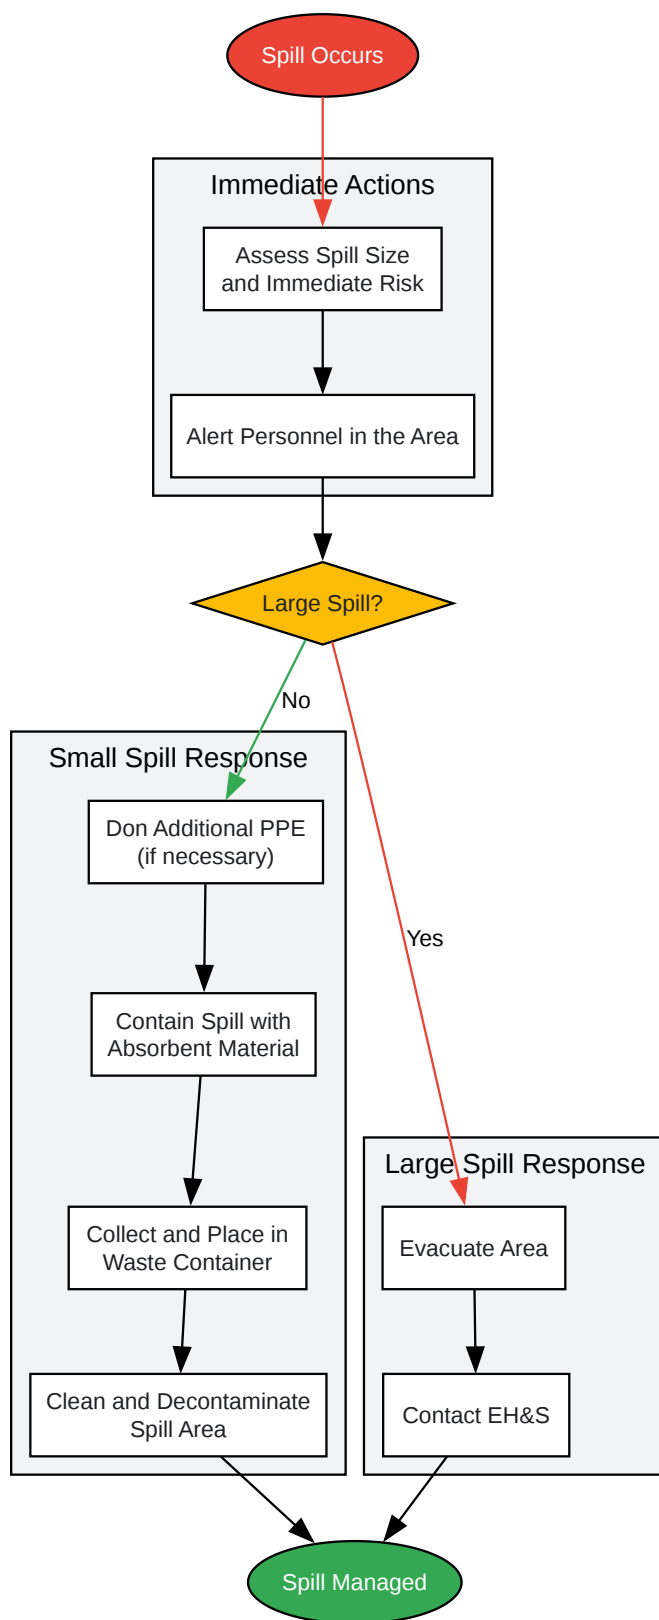 Spill Occurs
Immediate Actions
Assess Spill Size
and Immediate Risk
Alert Personnel in the Area
Large Spill?
No
Small Spill Response
Don Additional PPE
(if necessary)
Yes
Contain Spill with
Absorbent Material
Large Spill Response
Collect and Place in
Waste Container
Evacuate Area
Clean and Decontaminate
Spill Area
Contact EH&S
Spill Managed